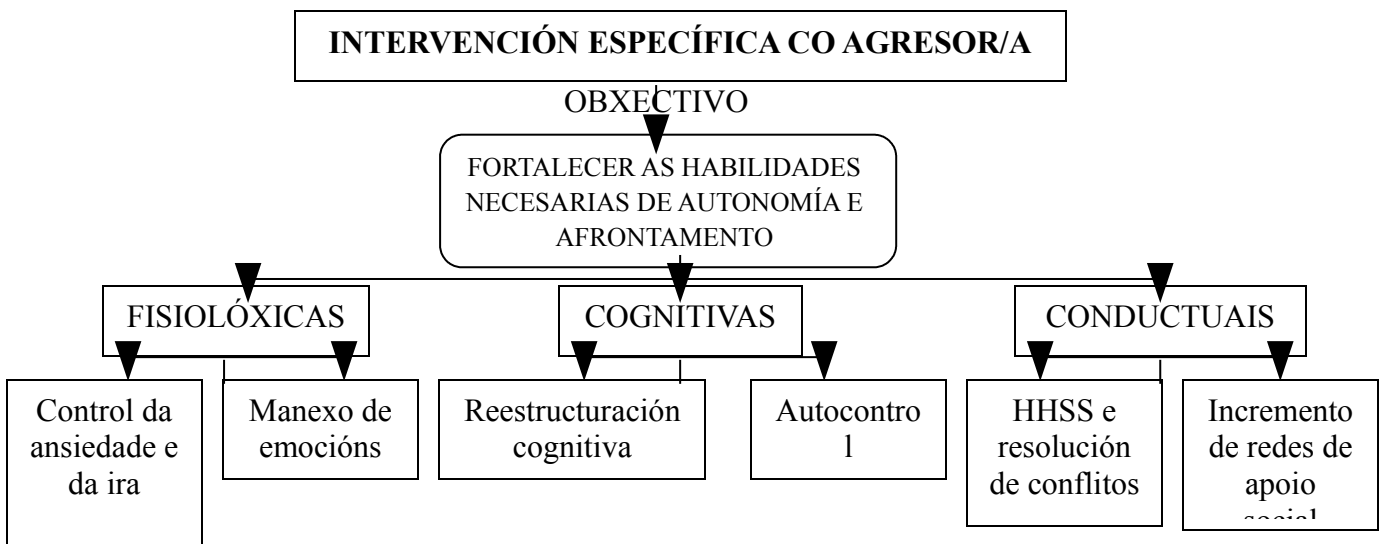 INTERVENCIÓN ESPECÍFICA CO AGRESOR/A
OBXECTIVO
FORTALECER AS HABILIDADES
NECESARIAS DE AUTONOMÍA E
AFRONTAMENTO
FISIOLÓXICAS
COGNITIVAS
CONDUCTUAIS
Control da
ansiedade e
da ira
Manexo de
emocións
Reestructuración
cognitiva
Autocontro
l
HHSS e
resolución
de conflitos
Incremento
de redes de
apoio
social